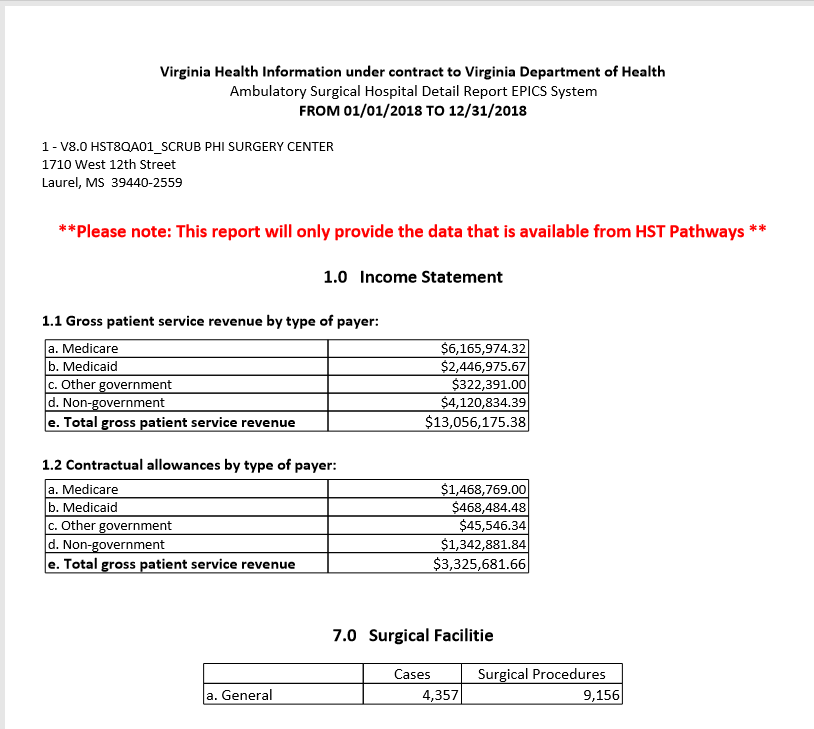 Virginia Health Information under contract to Virginia Department of Health
Ambulatory Surgical Hospital Detail Report EPICS System
FROM 01/01/2018 TO 12/31/2018
1 - V8.0 HST8QA01_SCRUB PHI SURGERY CENTER
1710 West 12th Street
Laurel, MS  39440-2559
**Please note: This report will only provide the data that is available from HST Pathways **
1.0  Income Statement
1.1 Gross patient service revenue by type of payer:
a. Medicare $6,165,974.32
b. Medicaid $2,446,975.67
c. Other government $322,391.00
d. Non-government $4,120,834.39
e. Total gross patient service revenue $13,056,175.38
1.2 Contractual allowances by type of payer:
a. Medicare $1,468,769.00
b. Medicaid $468,484.48
c. Other government $45,546.34
d. Non-government $1,342,881.84
e. Total gross patient service revenue $3,325,681.66
7.0  Surgical Facilitie
Cases Surgical Procedures
a. General 4,357 9,156